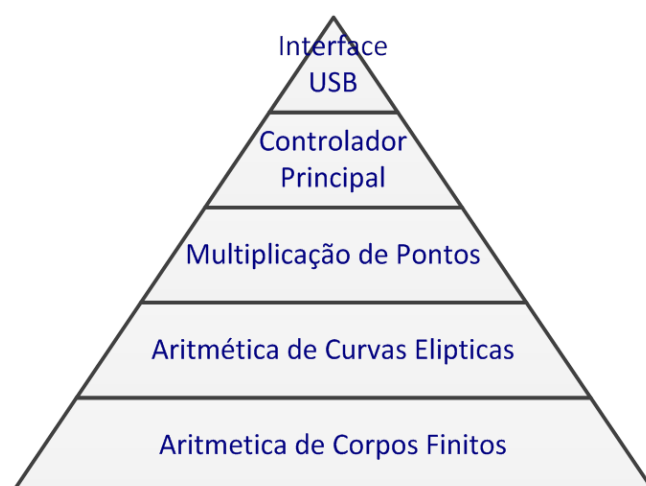 Interface
USB
Controlador
Principal
Multiplicação de Pontos
Aritmética de Curvas Elipticas
Aritmetica de Corpos Finitos